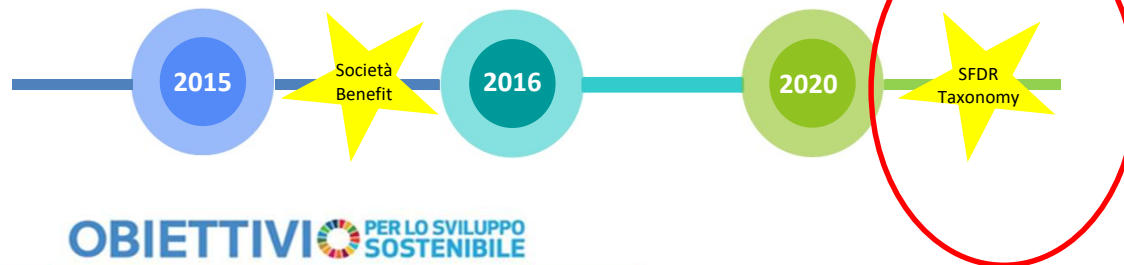 2015
Società
Benefit
2016
2020
SFDR
Taxonomy
OBIETTIVI PER LO SVILUPPO
SOSTENIBILE